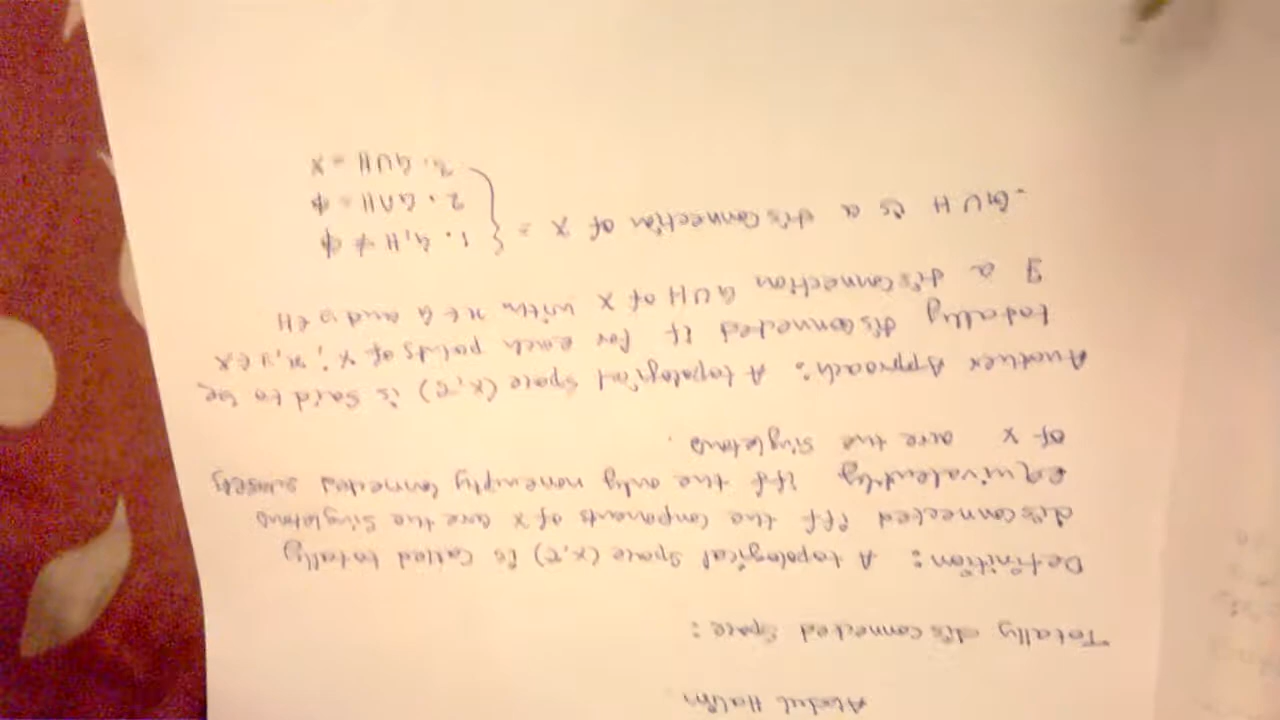 Abdul Halim
Totally disconnected space:
Definition: A topological space (X,τ) is called totally
disconnected iff the components of X are the singletons
equivalently iff the only nonempty connected subsets
of X are the singletons.
Another Approach: A topological space (X,τ) is said to be
totally disconnected if for each points of X; x,y ∈ X
∃ a disconnection G∪H of X with x ∈ G and y ∈ H
.G∪H is a disconnection of X = { 1. G,H ≠ φ
2. G∩H = φ
3. G∪H = X